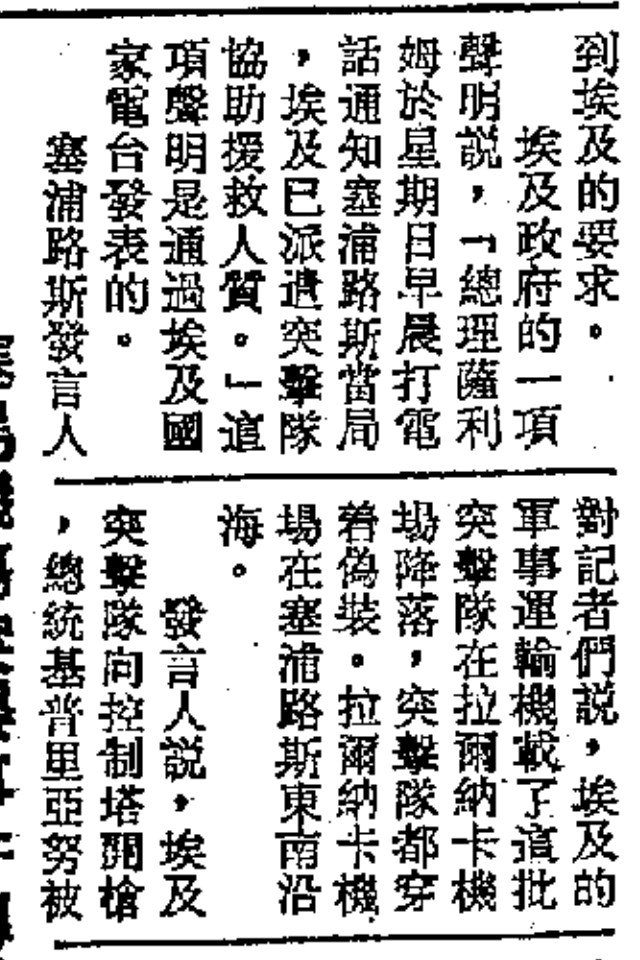 到埃及的要求。
埃及政府的一項
聲明説，「總理薩利
姆於星期日早晨打電
話通知塞浦路斯當局
，埃及已派遣突擊隊
協助援救人質。」這
項聲明是通過埃及國
家電台發表的。
塞浦路斯發言人
對記者們説，埃及的
軍事運輸機載了這批
突擊隊在拉爾納卡機
場降落，突擊隊都穿
着偽裝。拉爾納卡機
場在塞浦路斯東南沿
海。
發言人説，埃及
突擊隊向控制塔開槍
，總統基普里亞努被